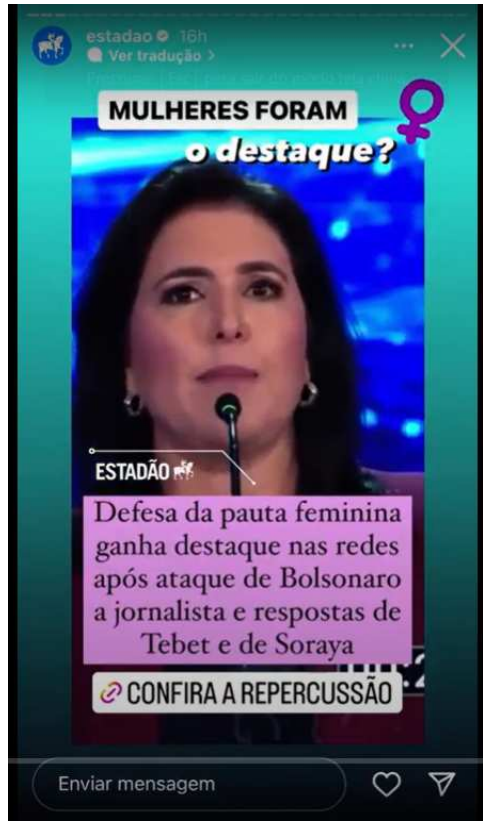 estadao 16h
Ver tradução >
MULHERES FORAM
o destaque?
ESTADÃO
Defesa da pauta feminina
ganha destaque nas redes
após ataque de Bolsonaro
a jornalista e respostas de
Tebet e de Soraya
CONFIRA A REPERCUSSÃO
Enviar mensagem